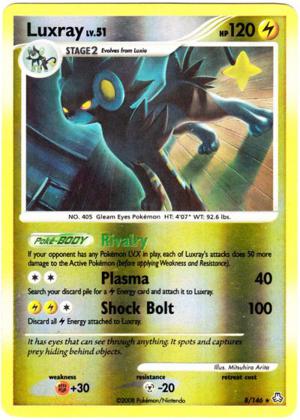 Luxray LV.51
HP 120
STAGE2 Evolves from Luxio
NO. 405 Gleam Eyes Pokémon HT: 4'07" WT: 92.6 lbs.
Poké-BODY Rivalry
If your opponent has any Pokémon LV.X in play, each of Luxray's attacks does 50 more
damage to the Active Pokémon (before applying Weakness and Resistance).
Plasma 40
Search your discard pile for a Energy card and attach it to Luxray.
Shock Bolt 100
Discard all Energy attached to Luxray.
Illus. Mitsuhiro Arita
It has eyes that can see through anything. It spots and captures
prey hiding behind objects.
weakness resistance retreat cost
+30 -20
©2008 Pokémon/Nintendo 8/146